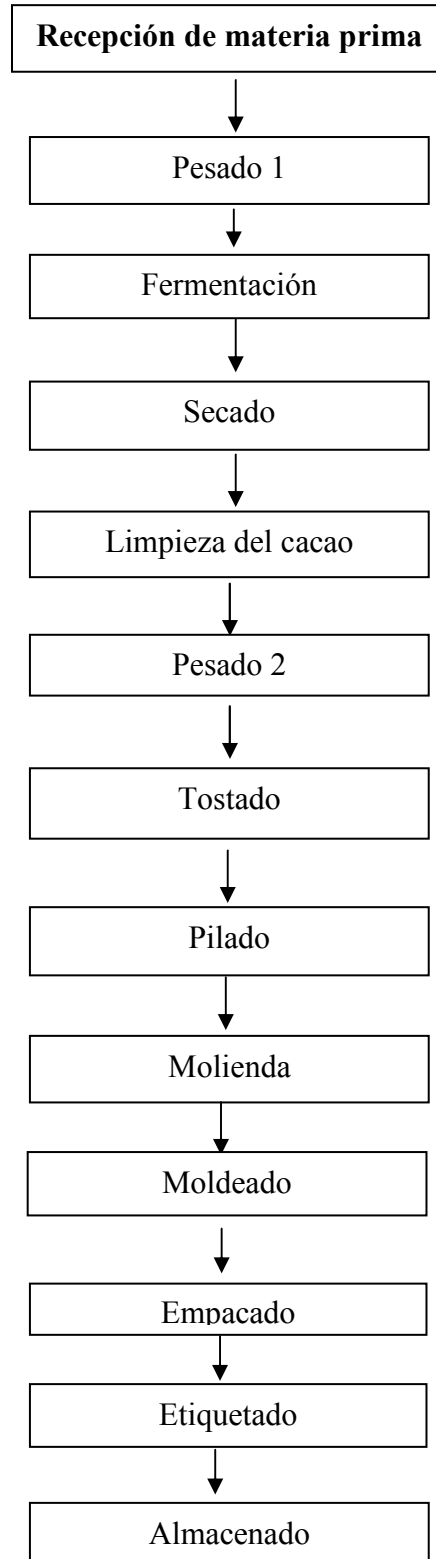 Recepción de materia prima
Pesado 1
Fermentación
Secado
Limpieza del cacao
Pesado 2
Tostado
Pilado
Molienda
Moldeado
Empacado
Etiquetado
Almacenado